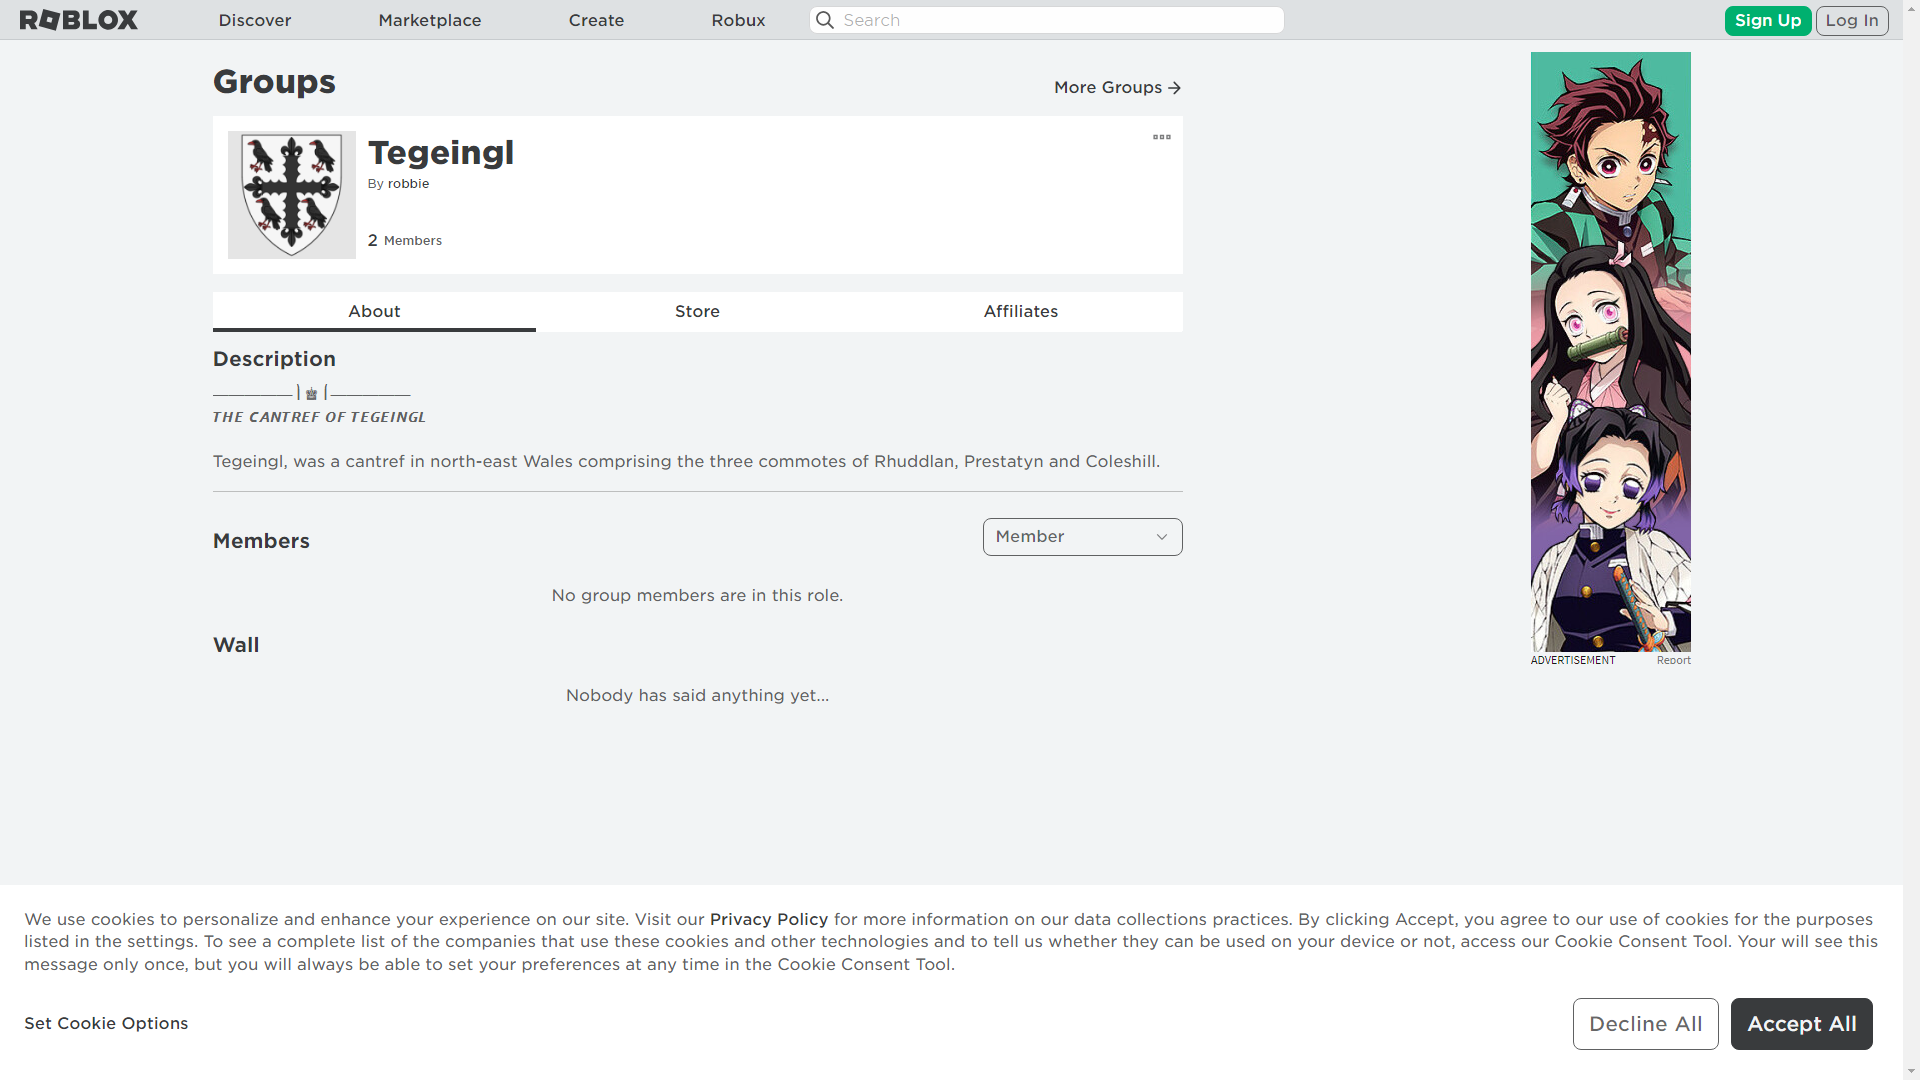 ROBLOX
Discover
Marketplace
Create
Robux
Search
Sign Up
Log In
Groups
More Groups
Tegeingl
By robbie
2 Members
About
Store
Affiliates
Description
__________⎫♚⎧__________
𝙏𝙃𝙀 𝘾𝘼𝙉𝙏𝙍𝙀𝙁 𝙊𝙁 𝙏𝙀𝙂𝙀𝙄𝙉𝙂𝙇
Tegeingl, was a cantref in north-east Wales comprising the three commotes of Rhuddlan, Prestatyn and Coleshill.
Members
Member
No group members are in this role.
Wall
Nobody has said anything yet...
ADVERTISEMENT
Report
We use cookies to personalize and enhance your experience on our site. Visit our Privacy Policy for more information on our data collections practices. By clicking Accept, you agree to our use of cookies for the purposes
listed in the settings. To see a complete list of the companies that use these cookies and other technologies and to tell us whether they can be used on your device or not, access our Cookie Consent Tool. Your will see this
message only once, but you will always be able to set your preferences at any time in the Cookie Consent Tool.
Set Cookie Options
Decline All
Accept All